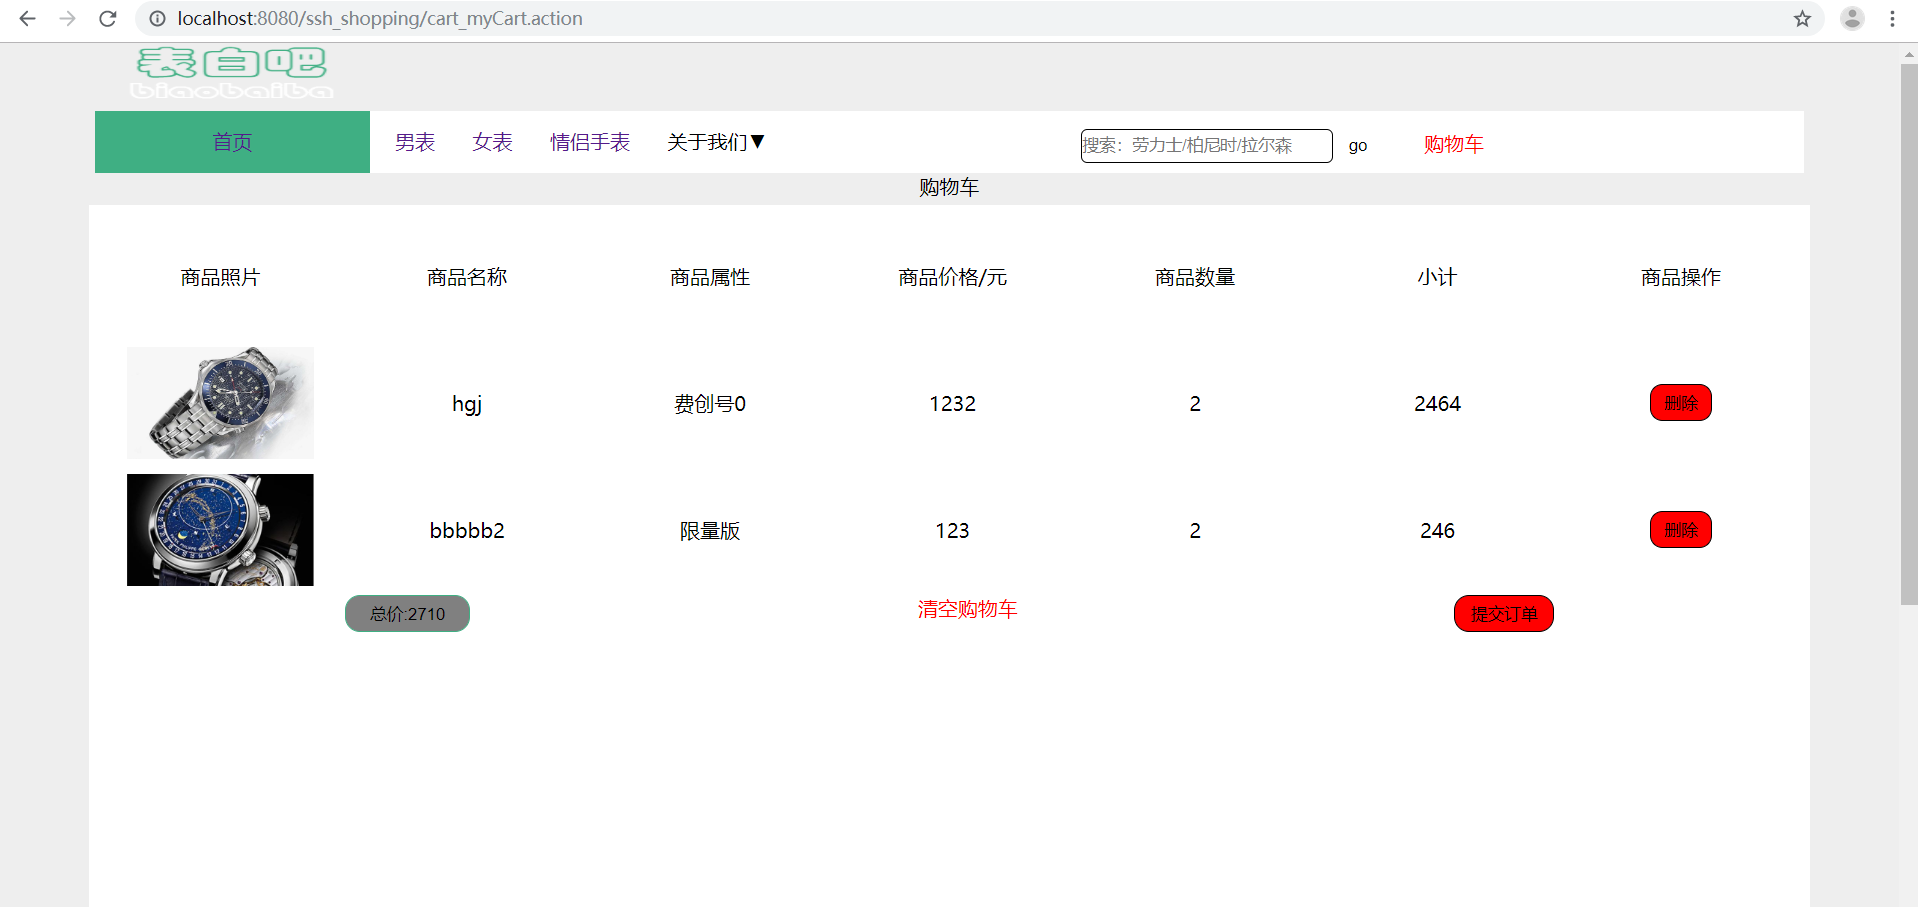 localhost:8080/ssh_shopping/cart_myCart.action
表白吧
biaobaiba
首页 男表 女表 情侣手表 关于我们▼ 搜索：劳力士/柏尼时/拉尔森 go 购物车
购物车
商品照片 商品名称 商品属性 商品价格/元 商品数量 小计 商品操作
hgj 费创号0 1232 2 2464 删除
bbbbb2 限量版 123 2 246 删除
总价:2710 清空购物车 提交订单